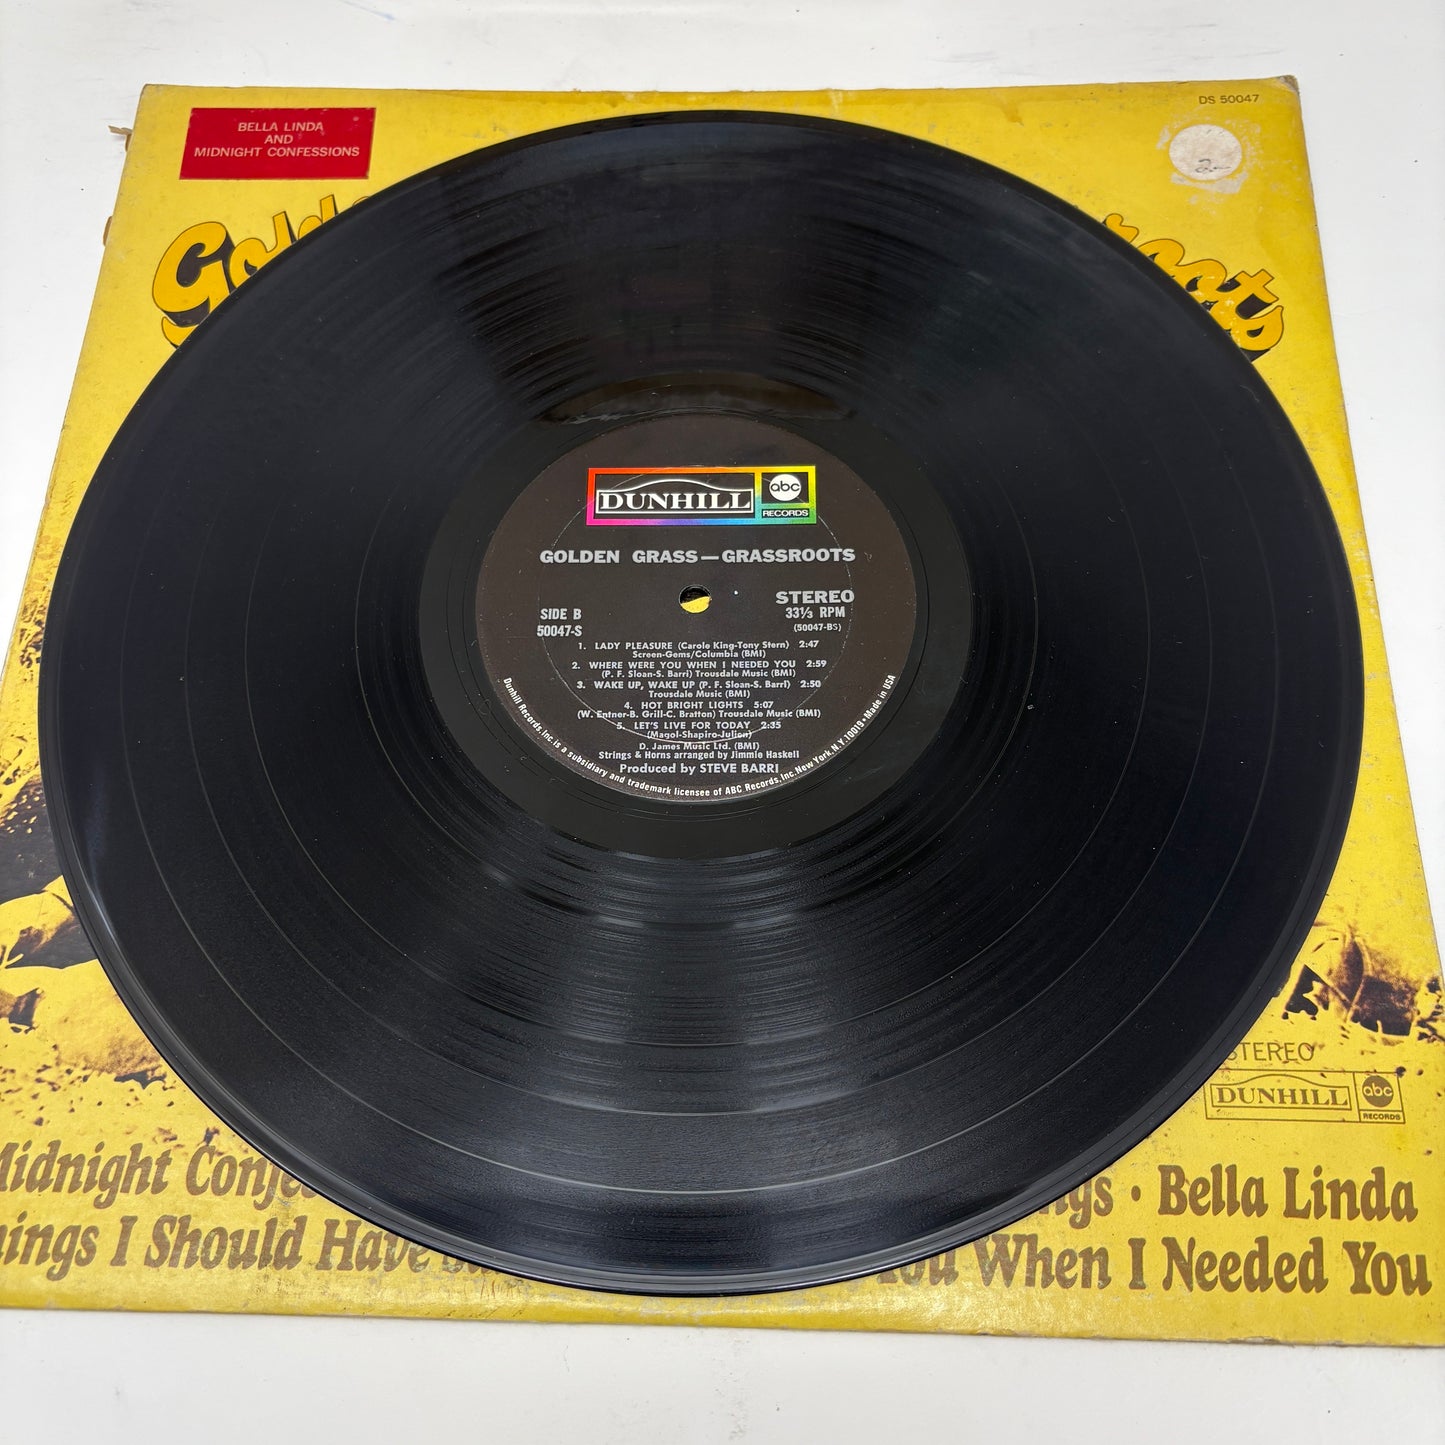 BELLA LINDA
AND
MIDNIGHT CONFESSIONS
DS 50047
2-
DUNHILL
abc
RECORDS
GOLDEN GRASS—GRASSROOTS
STEREO
33⅓ RPM
(50047-BS)
SIDE B
50047-S
1. LADY PLEASURE (Carole King-Tony Stern) 2:47
Screen-Gems/Columbia (BMI)
2. WHERE WERE YOU WHEN I NEEDED YOU 2:59
(P. F. Sloan-S. Barri) Trousdale Music (BMI)
3. WAKE UP, WAKE UP (P. F. Sloan-S. Barri) 2:50
Trousdale Music (BMI)
4. HOT BRIGHT LIGHTS 5:07
(W. Entner-B. Grill-C. Bratton) Trousdale Music (BMI)
5. LET'S LIVE FOR TODAY 2:35
(Magol-Shapiro-Julien)
D. James Music Ltd. (BMI)
Strings & Horns arranged by Jimmie Haskell
Produced by STEVE BARRI
Dunhill Records, Inc. is a subsidiary and trademark licensee of ABC Records, Inc. New York, N.Y. 10019 • Made in USA
STEREO
DUNHILL
abc
RECORDS
Midnight • Bella Linda
I Should Have When I Needed You